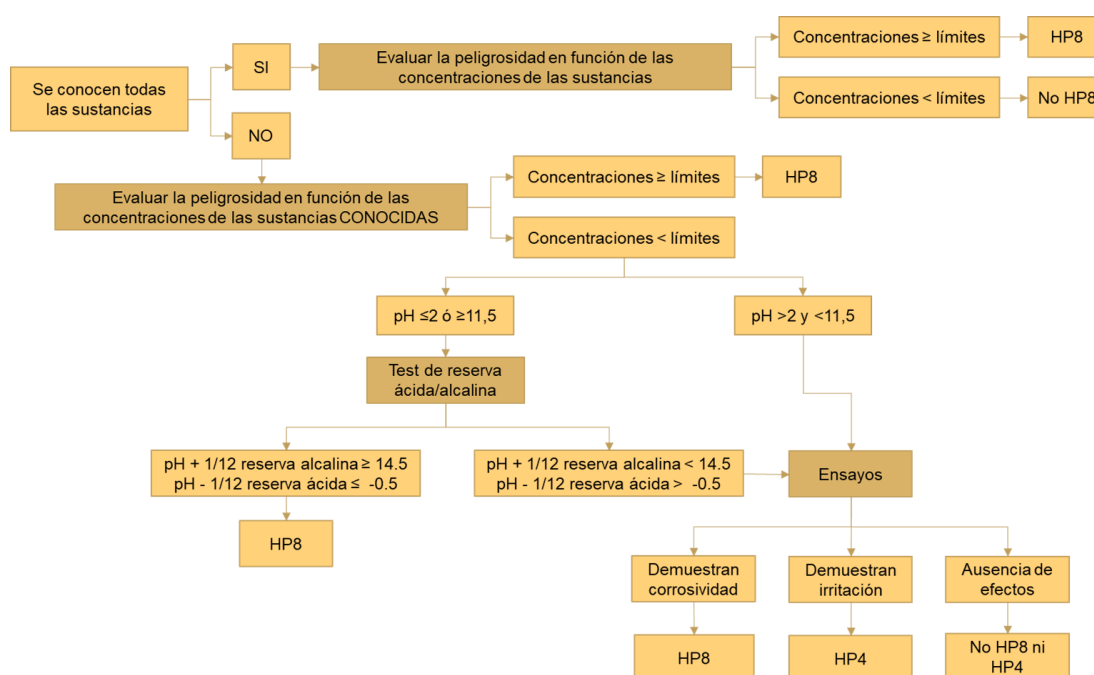 Se conocen todas
las sustancias
SI
Evaluar la peligrosidad en función de las
concentraciones de las sustancias
Concentraciones ≥ límites
HP8
Concentraciones < límites
No HP8
NO
Evaluar la peligrosidad en función de las
concentraciones de las sustancias CONOCIDAS
Concentraciones ≥ límites
HP8
Concentraciones < límites
pH ≤2 ó ≥11,5
pH >2 y <11,5
Test de reserva
ácida/alcalina
pH + 1/12 reserva alcalina ≥ 14.5
pH - 1/12 reserva ácida ≤ -0.5
pH + 1/12 reserva alcalina < 14.5
pH - 1/12 reserva ácida > -0.5
Ensayos
HP8
Demuestran
corrosividad
Demuestran
irritación
Ausencia de
efectos
HP8
HP4
No HP8 ni
HP4